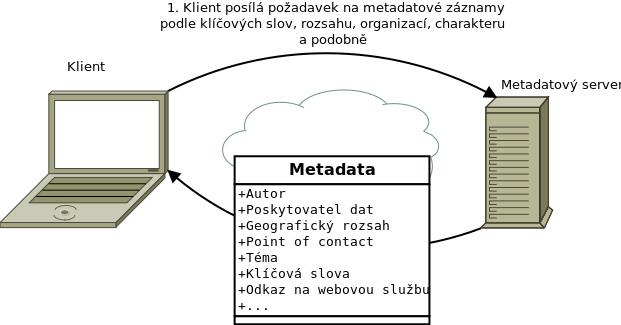 1. Klient posílá požadavek na metadatové záznamy
podle klíčových slov, rozsahu, organizací, charakteru
a podobně
Klient
Metadatový server
Metadata
+Autor
+Poskytovatel dat
+Geografický rozsah
+Point of contact
+Téma
+Klíčová slova
+Odkaz na webovou službu
+...